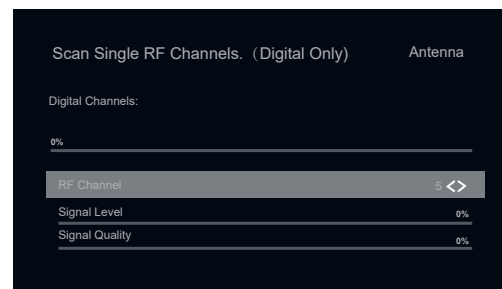 Scan Single RF Channels.（Digital Only) Antenna
Digital Channels:
0%
RF Channel 5 <>
Signal Level 0%
Signal Quality 0%